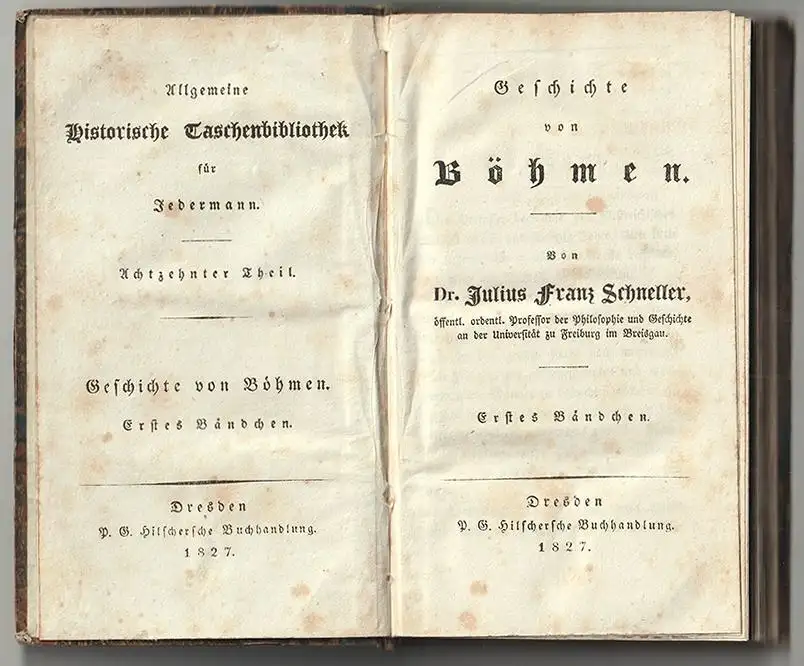 Allgemeine
Historische Taschenbibliothek
für
Jedermann.
Achtzehnter Theil.
Geschichte von Böhmen.
Erstes Bändchen.
Dresden
P. G. Hilschersche Buchhandlung.
1827.
Geschichte
von
Böhmen.
Von
Dr. Julius Franz Schneller,
öffentl. ordentl. Professor der Philosophie und Geschichte
an der Universität zu Freiburg im Breisgau.
Erstes Bändchen.
Dresden
P. G. Hilschersche Buchhandlung.
1827.